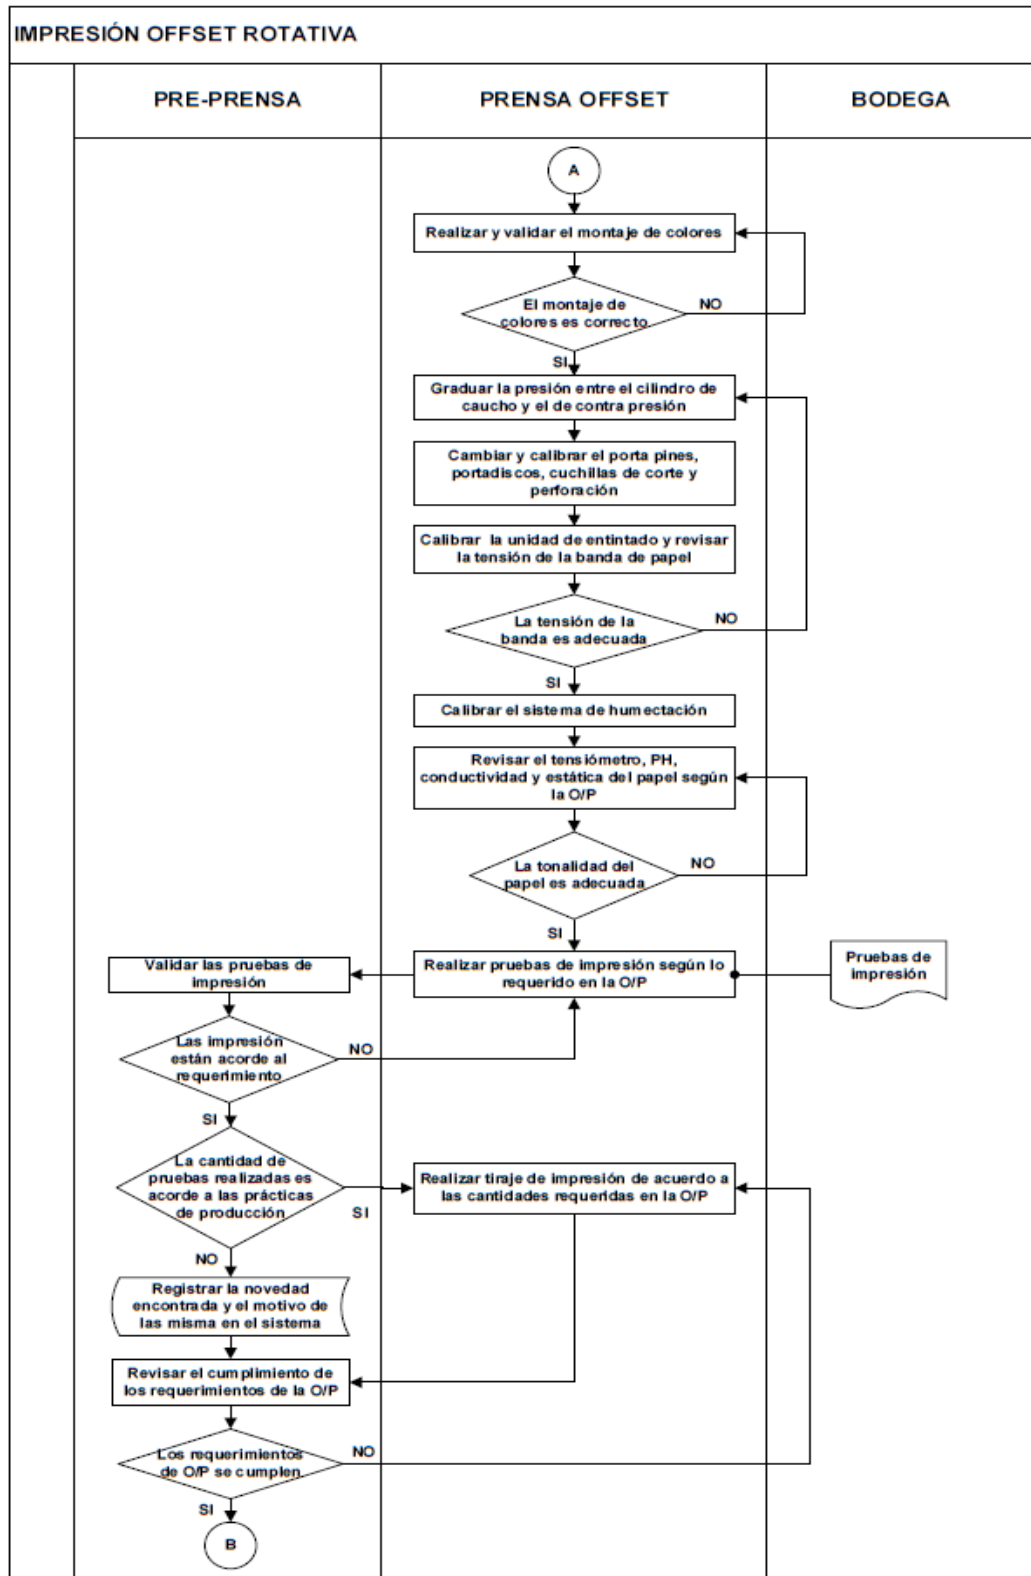 IMPRESIÓN OFFSET ROTATIVA
PRE-PRENSA
PRENSA OFFSET
BODEGA
A
Realizar y validar el montaje de colores
El montaje de
colores es correcto
NO
SI
Graduar la presión entre el cilindro de
caucho y el de contra presión
Cambiar y calibrar el porta pines,
portadiscos, cuchillas de corte y
perforación
Calibrar la unidad de entintado y revisar
la tensión de la banda de papel
La tensión de la
banda es adecuada
NO
SI
Calibrar el sistema de humectación
Revisar el tensiómetro, PH,
conductividad y estática del papel según
la O/P
La tonalidad del
papel es adecuada
NO
SI
Realizar pruebas de impresión según lo
requerido en la O/P
Pruebas de
impresión
Validar las pruebas de
impresión
Las impresión
están acorde al
requerimiento
NO
SI
La cantidad de
pruebas realizadas es
acorde a las prácticas
de producción
SI
NO
Realizar tiraje de impresión de acuerdo a
las cantidades requeridas en la O/P
Registrar la novedad
encontrada y el motivo de
las misma en el sistema
Revisar el cumplimiento de
los requerimientos de la O/P
Los requerimientos
de O/P se cumplen
NO
SI
B